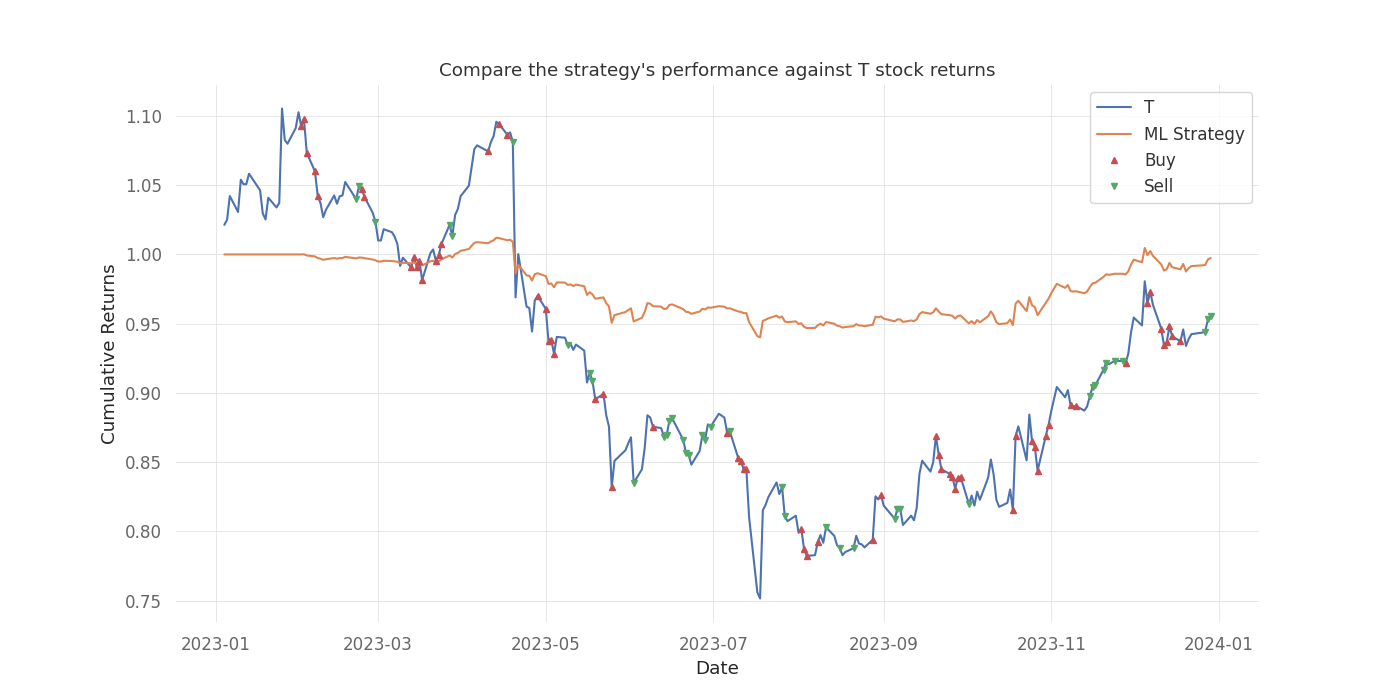 Compare the strategy's performance against T stock returns
T
ML Strategy
Buy
Sell
Cumulative Returns
1.10
1.05
1.00
0.95
0.90
0.85
0.80
0.75
2023-01
2023-03
2023-05
2023-07
2023-09
2023-11
2024-01
Date